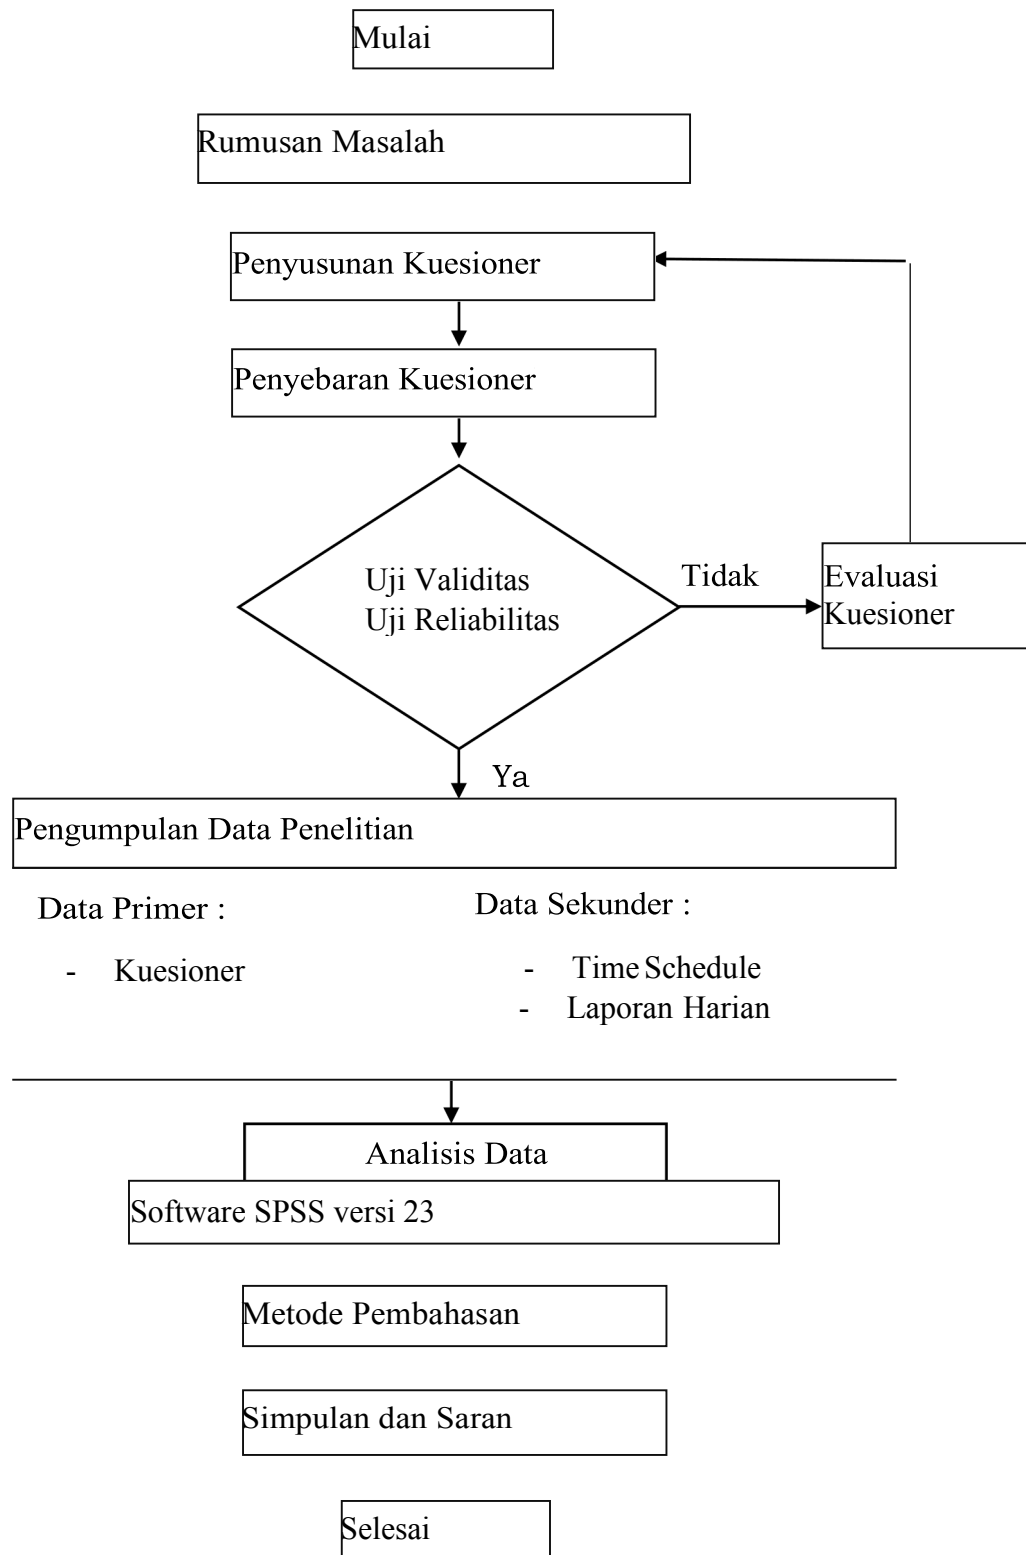 Mulai
Rumusan Masalah
Penyusunan Kuesioner
Penyebaran Kuesioner
Uji Validitas
Uji Reliabilitas
Tidak
Evaluasi
Kuesioner
Ya
Pengumpulan Data Penelitian
Data Primer :
- Kuesioner
Data Sekunder :
- Time Schedule
- Laporan Harian
Analisis Data
Software SPSS versi 23
Metode Pembahasan
Simpulan dan Saran
Selesai